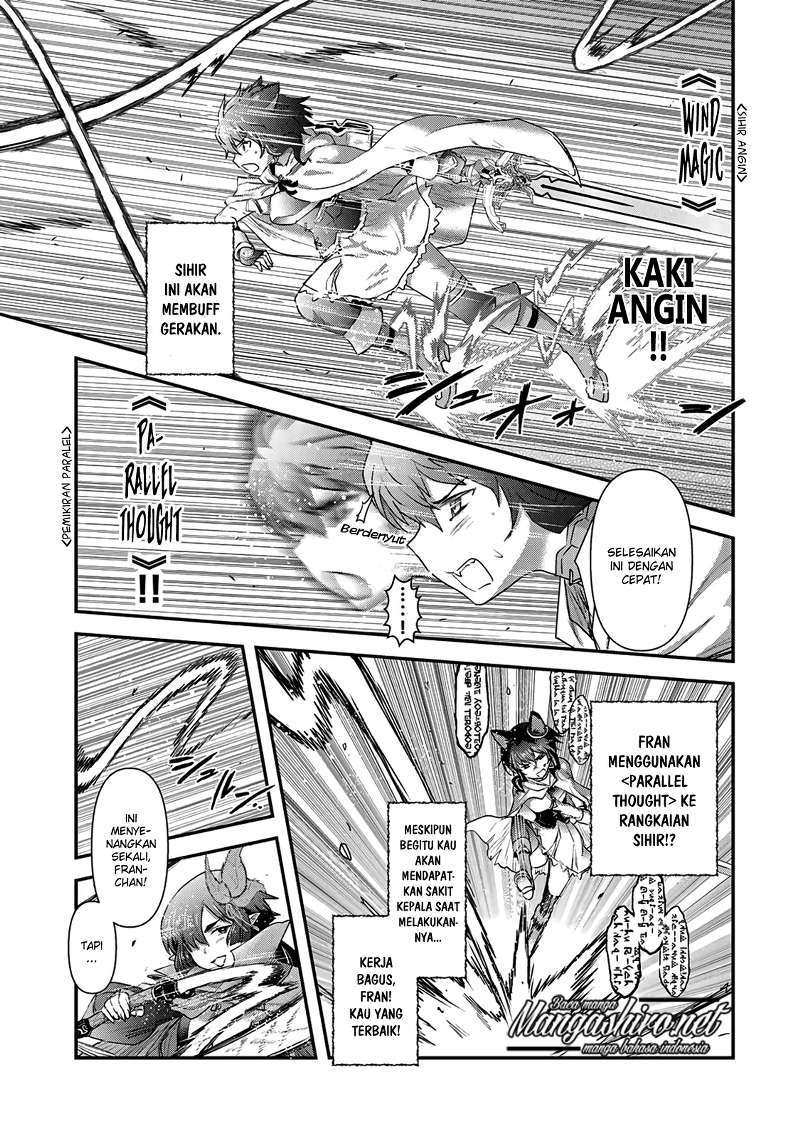 <SIHIR ANGIN>
《
WIND
MAGIC
》
KAKI
ANGIN
!!
SIHIR
INI AKAN
MEMBUFF
GERAKAN.
SELESAIKAN
INI DENGAN
CEPAT!
Berdenyut
....!
《
PA-
RALLEL
THOUGHT
》
!!
<PEMIKIRAN PARALEL>
FRAN
MENGGUNAKAN
<PARALLEL
THOUGHT> KE
RANGKAIAN
SIHIR!?
MESKIPUN
BEGITU KAU
AKAN
MENDAPAT-
KAN SAKIT
KEPALA SAAT
MELAKUKAN-
NYA...
KERJA
BAGUS,
FRAN!
KAU YANG
TERBAIK!
INI
MENYE-
NANGKAN
SEKALI,
FRAN-
CHAN!
TAPI
...
Baca manga
Mangashiro.net
manga bahasa indonesia